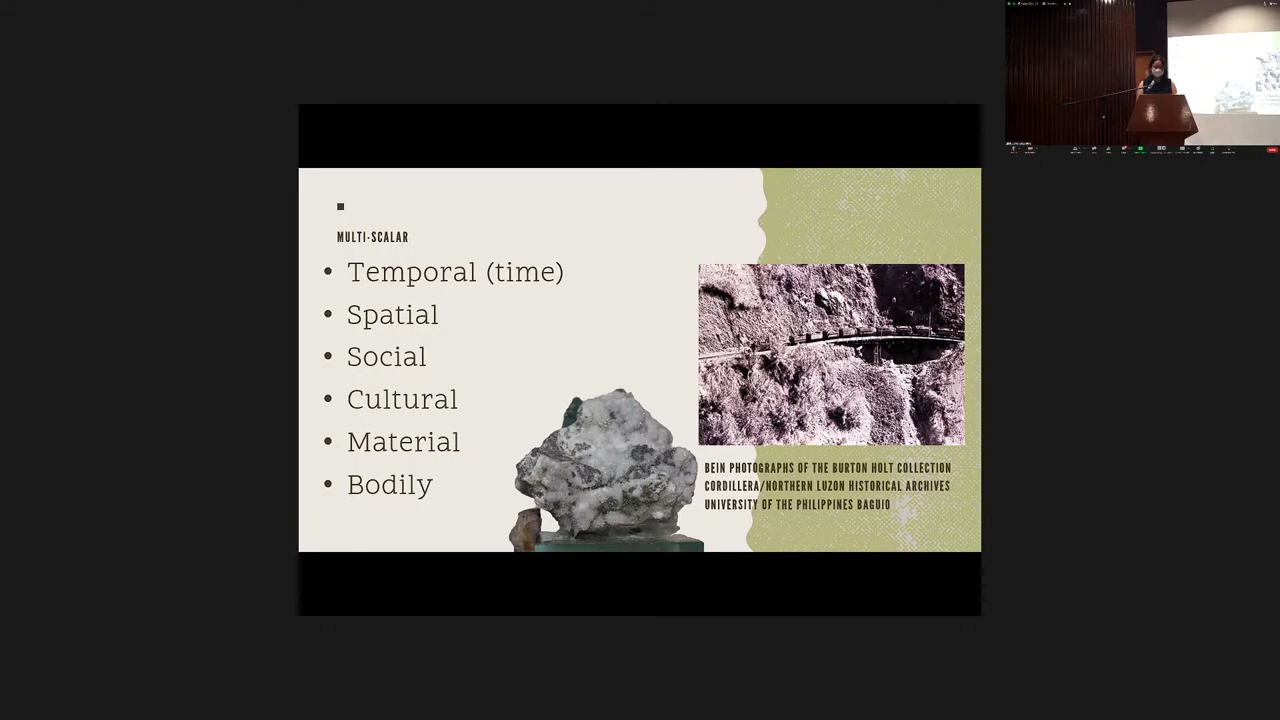 MULTI-SCALAR
• Temporal (time)
• Spatial
• Social
• Cultural
• Material
• Bodily
BEIN PHOTOGRAPHS OF THE BURTON HOLT COLLECTION
CORDILLERA/NORTHERN LUZON HISTORICAL ARCHIVES
UNIVERSITY OF THE PHILIPPINES BAGUIO